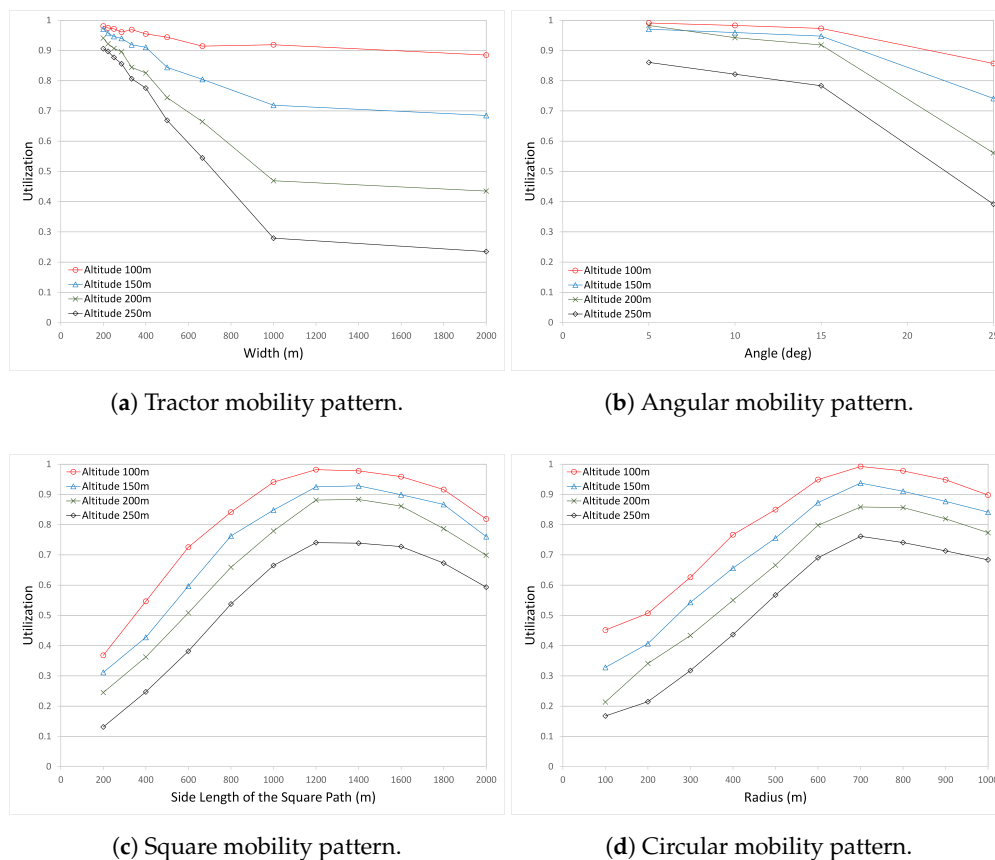 1
0.9
0.8
0.7
0.6
0.5
0.4
0.3
0.2
0.1
0
Utilization
Altitude 100m
Altitude 150m
Altitude 200m
Altitude 250m
0 200 400 600 800 1000 1200 1400 1600 1800 2000
Width (m)
(a) Tractor mobility pattern.
1
0.9
0.8
0.7
0.6
0.5
0.4
0.3
0.2
0.1
0
Utilization
Altitude 100m
Altitude 150m
Altitude 200m
Altitude 250m
0 5 10 15 20 25
Angle (deg)
(b) Angular mobility pattern.
1
0.9
0.8
0.7
0.6
0.5
0.4
0.3
0.2
0.1
0
Utilization
Altitude 100m
Altitude 150m
Altitude 200m
Altitude 250m
0 200 400 600 800 1000 1200 1400 1600 1800 2000
Side Length of the Square Path (m)
(c) Square mobility pattern.
1
0.9
0.8
0.7
0.6
0.5
0.4
0.3
0.2
0.1
0
Utilization
Altitude 100m
Altitude 150m
Altitude 200m
Altitude 250m
0 100 200 300 400 500 600 700 800 900 1000
Radius (m)
(d) Circular mobility pattern.